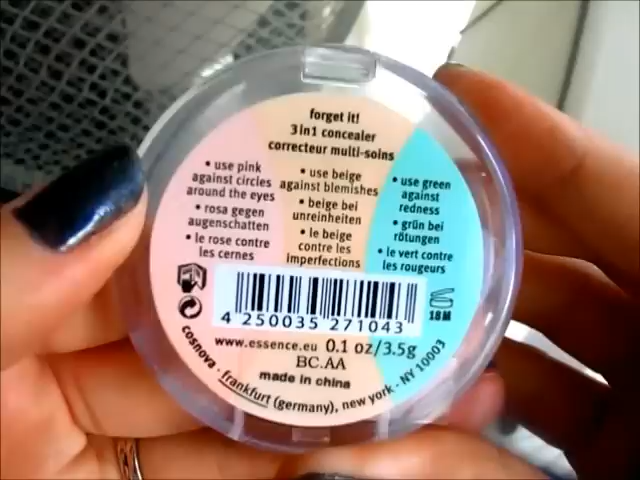 forget it!
3in1 concealer
correcteur multi-soins
• use pink
against circles
around the eyes
• rosa gegen
augenschatten
• le rose contre
les cernes
• use beige
against blemishes
• beige bei
unreinheiten
• le beige
contre les
imperfections
• use green
against
redness
• grün bei
rötungen
• le vert contre
les rougeurs
4 250035 271043
18M
www.essence.eu 0.1 oz/3.5g
BC.AA
made in china
cosnova · frankfurt (germany), new york · NY 10003